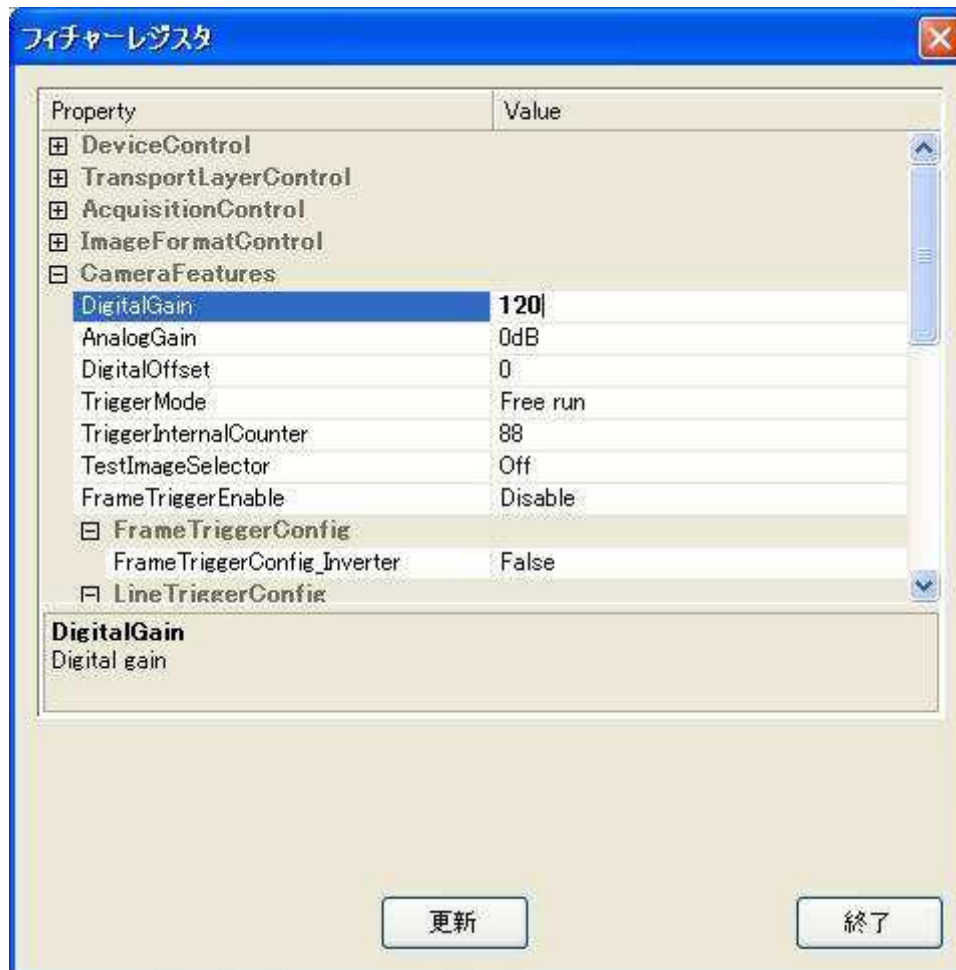 フィチャーレジスタ
Property Value
DeviceControl
TransportLayerControl
AcquisitionControl
ImageFormatControl
CameraFeatures
DigitalGain 120
AnalogGain 0dB
DigitalOffset 0
TriggerMode Free run
TriggerInternalCounter 88
TestImageSelector Off
FrameTriggerEnable Disable
FrameTriggerConfig
FrameTriggerConfig_Inverter False
LineTriggerConfig
DigitalGain
Digital gain
更新 終了